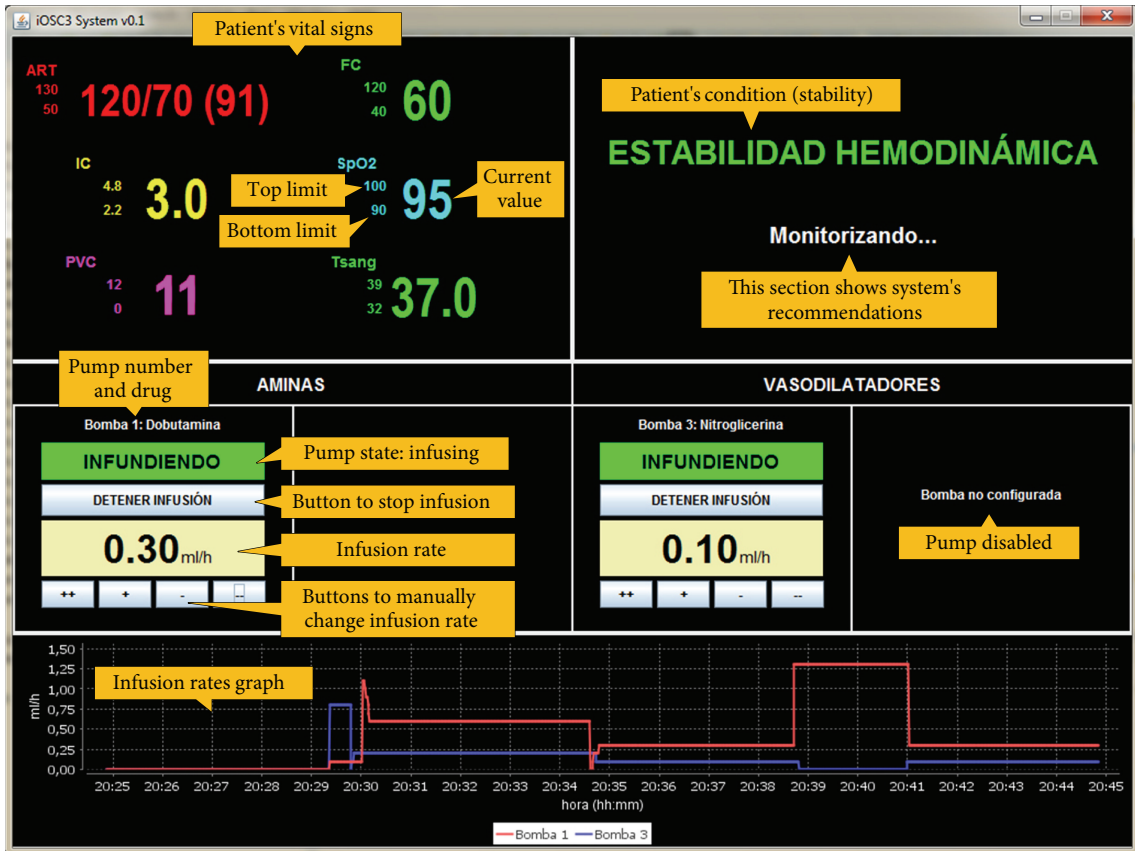 iOSC3 System v0.1
Patient's vital signs
ART
130
50
120/70 (91)
FC
120
40
60
IC
4.8
2.2
3.0
SpO2
100
90
95
Top limit
Bottom limit
Current
value
PVC
12
0
11
Tsang
39
32
37.0
Patient's condition (stability)
ESTABILIDAD HEMODINÁMICA
Monitorizando...
This section shows system's
recommendations
Pump number
and drug
AMINAS
VASODILATADORES
Bomba 1: Dobutamina
INFUNDIENDO
DETENER INFUSIÓN
0.30 ml/h
++ + - --
Pump state: infusing
Button to stop infusion
Infusion rate
Buttons to manually
change infusion rate
Bomba 3: Nitroglicerina
INFUNDIENDO
DETENER INFUSIÓN
0.10 ml/h
++ + - --
Bomba no configurada
Pump disabled
Infusion rates graph
ml/h
1,50
1,25
1,00
0,75
0,50
0,25
0,00
20:25 20:26 20:27 20:28 20:29 20:30 20:31 20:32 20:33 20:34 20:35 20:36 20:37 20:38 20:39 20:40 20:41 20:42 20:43 20:44 20:45
hora (hh:mm)
Bomba 1 Bomba 3